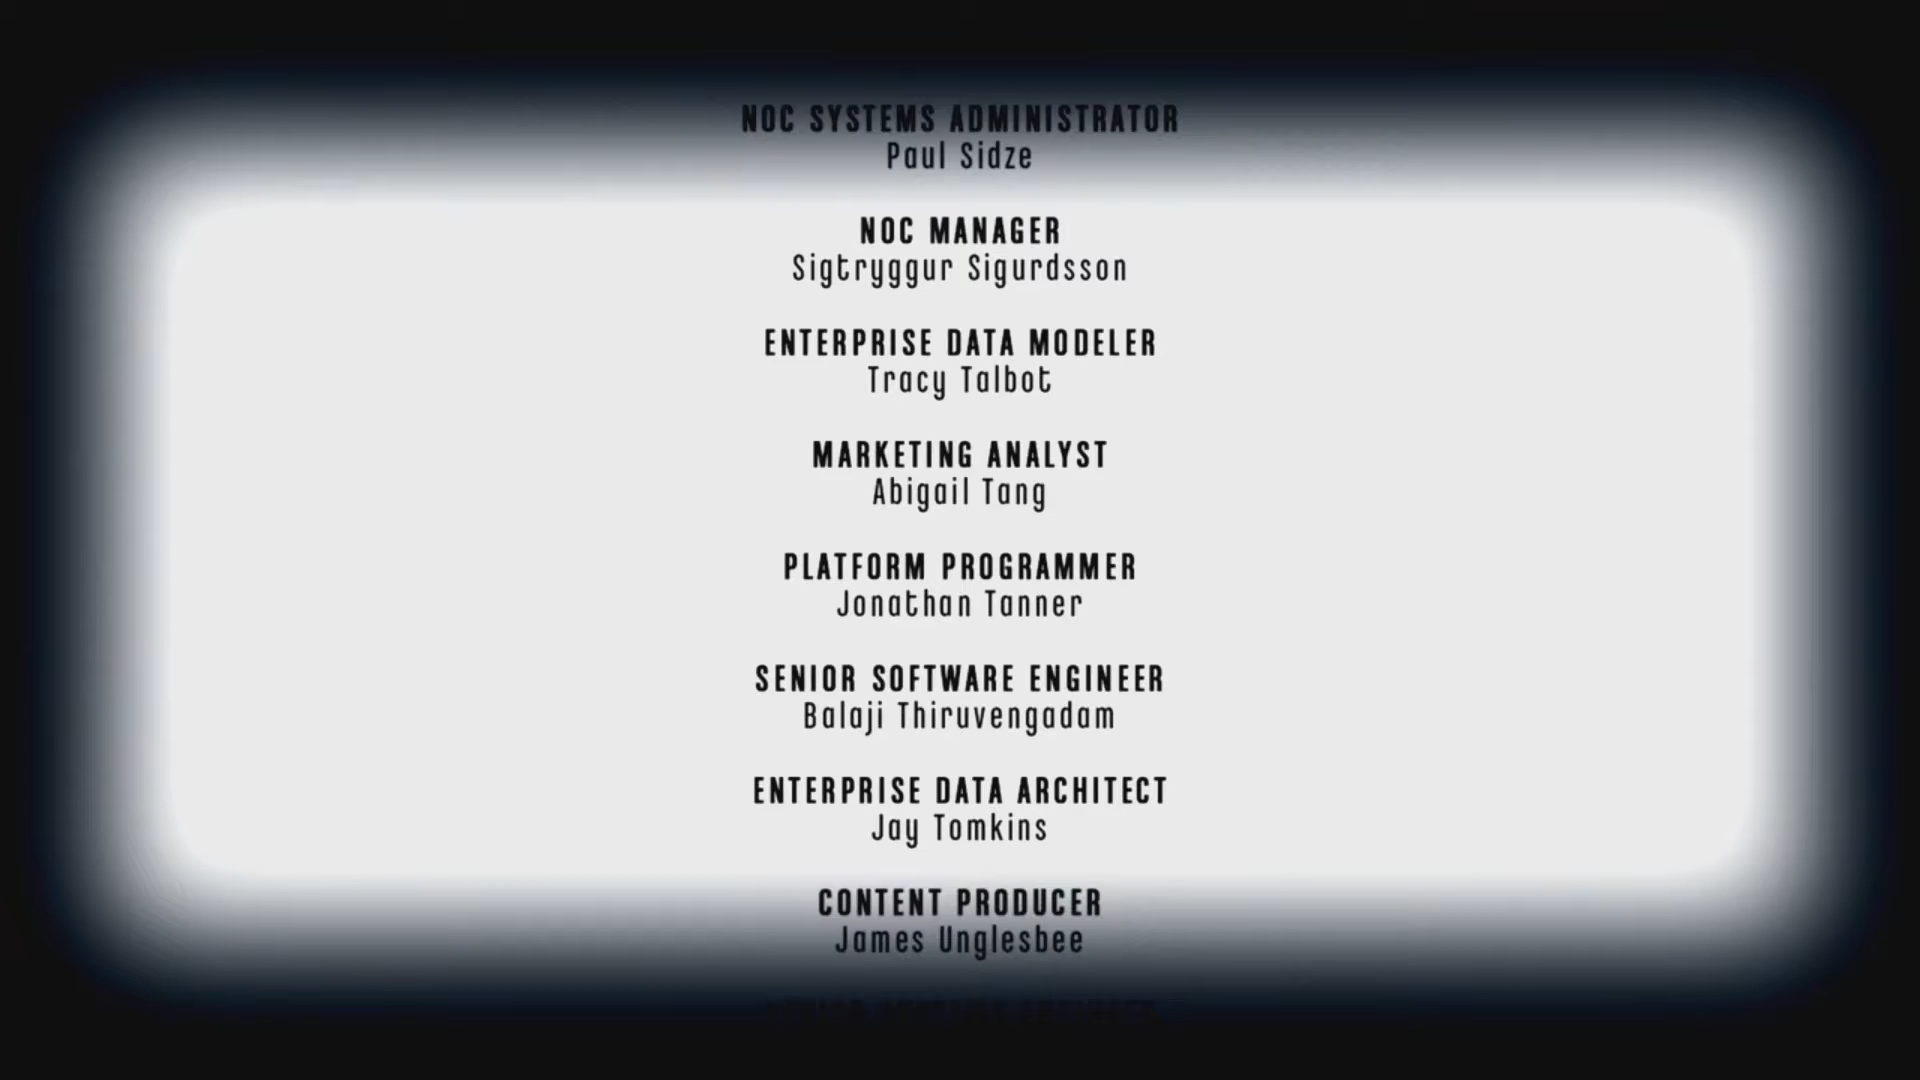 NOC SYSTEMS ADMINISTRATOR
Paul Sidze
NOC MANAGER
Sigtryggur Sigurdsson
ENTERPRISE DATA MODELER
Tracy Talbot
MARKETING ANALYST
Abigail Tang
PLATFORM PROGRAMMER
Jonathan Tanner
SENIOR SOFTWARE ENGINEER
Balaji Thiruvengadam
ENTERPRISE DATA ARCHITECT
Jay Tomkins
CONTENT PRODUCER
James Unglesbee